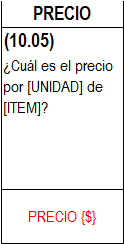 PRECIO
(10.05)
¿Cuál es el precio
por [UNIDAD] de
[ITEM]?
PRECIO {$}